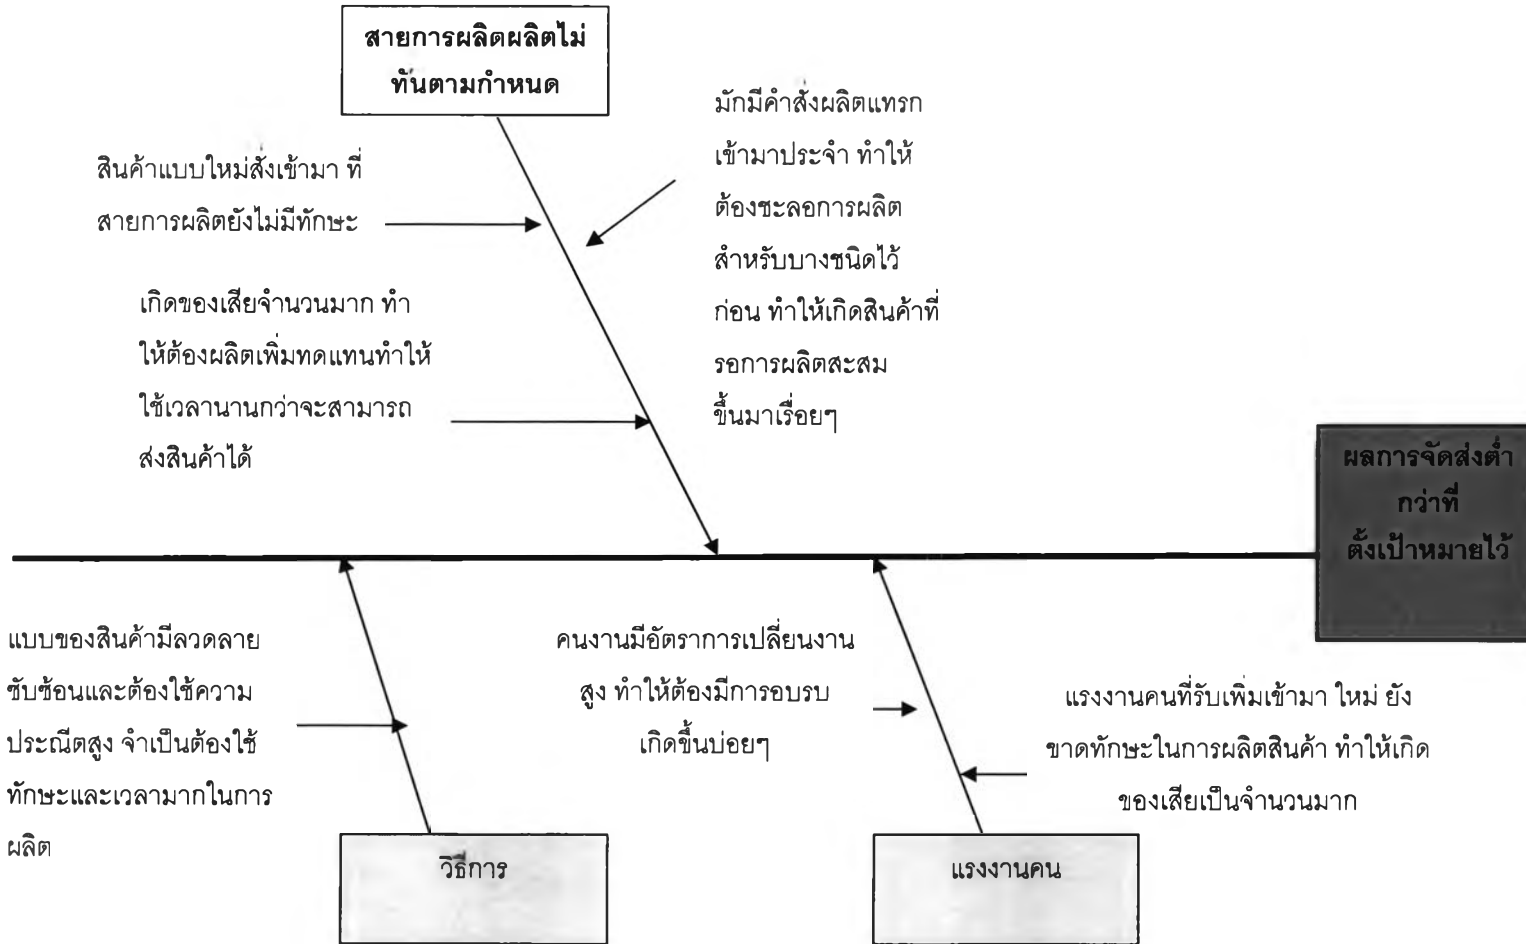 สายการผลิตผลิตไม่
ทันตามกำหนด
สินค้าแบบใหม่สั่งเข้ามา ที่
สายการผลิตยังไม่มีทักษะ
มักมีคำสั่งผลิตแทรก
เข้ามาประจำ ทำให้
ต้องชะลอการผลิต
สำหรับบางชนิดไว้
ก่อน ทำให้เกิดสินค้าที่
รอการผลิตสะสม
ขึ้นมาเรื่อยๆ
เกิดของเสียจำนวนมาก ทำ
ให้ต้องผลิตเพิ่มทดแทนทำให้
ใช้เวลานานกว่าจะสามารถ
ส่งสินค้าได้
ผลการจัดส่งต่ำ
กว่าที่
ตั้งเป้าหมายไว้
แบบของสินค้ามีลวดลาย
ซับซ้อนและต้องใช้ความ
ประณีตสูง จำเป็นต้องใช้
ทักษะและเวลามากในการ
ผลิต
คนงานมีอัตราการเปลี่ยนงาน
สูง ทำให้ต้องมีการอบรบ
เกิดขึ้นบ่อยๆ
แรงงานคนที่รับเพิ่มเข้ามา ใหม่ ยัง
ขาดทักษะในการผลิตสินค้า ทำให้เกิด
ของเสียเป็นจำนวนมาก
วิธีการ
แรงงานคน